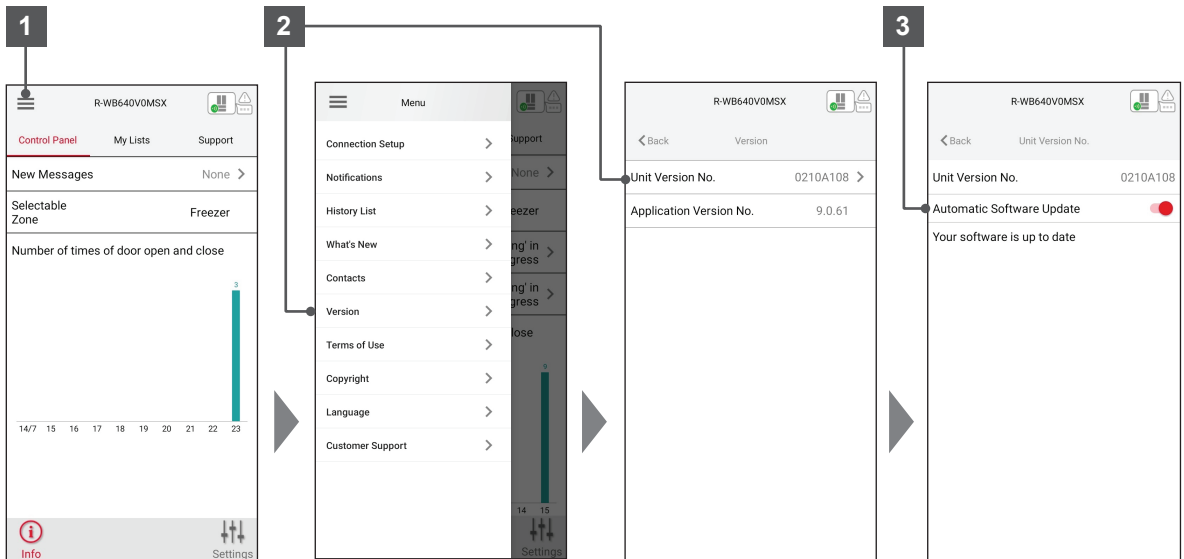 1
2
3
R-WB640V0MSX
Control Panel My Lists Support
New Messages None
Selectable
Zone Freezer
Number of times of door open and close
3
14/7 15 16 17 18 19 20 21 22 23
Info Settings
Menu
Connection Setup
Notifications
History List
What's New
Contacts
Version
Terms of Use
Copyright
Language
Customer Support
Support
None
eezer
ng' in
gress
ng' in
gress
lose
9
14 15
Settings
R-WB640V0MSX
Back Version
Unit Version No. 0210A108
Application Version No. 9.0.61
R-WB640V0MSX
Back Unit Version No.
Unit Version No. 0210A108
Automatic Software Update
Your software is up to date